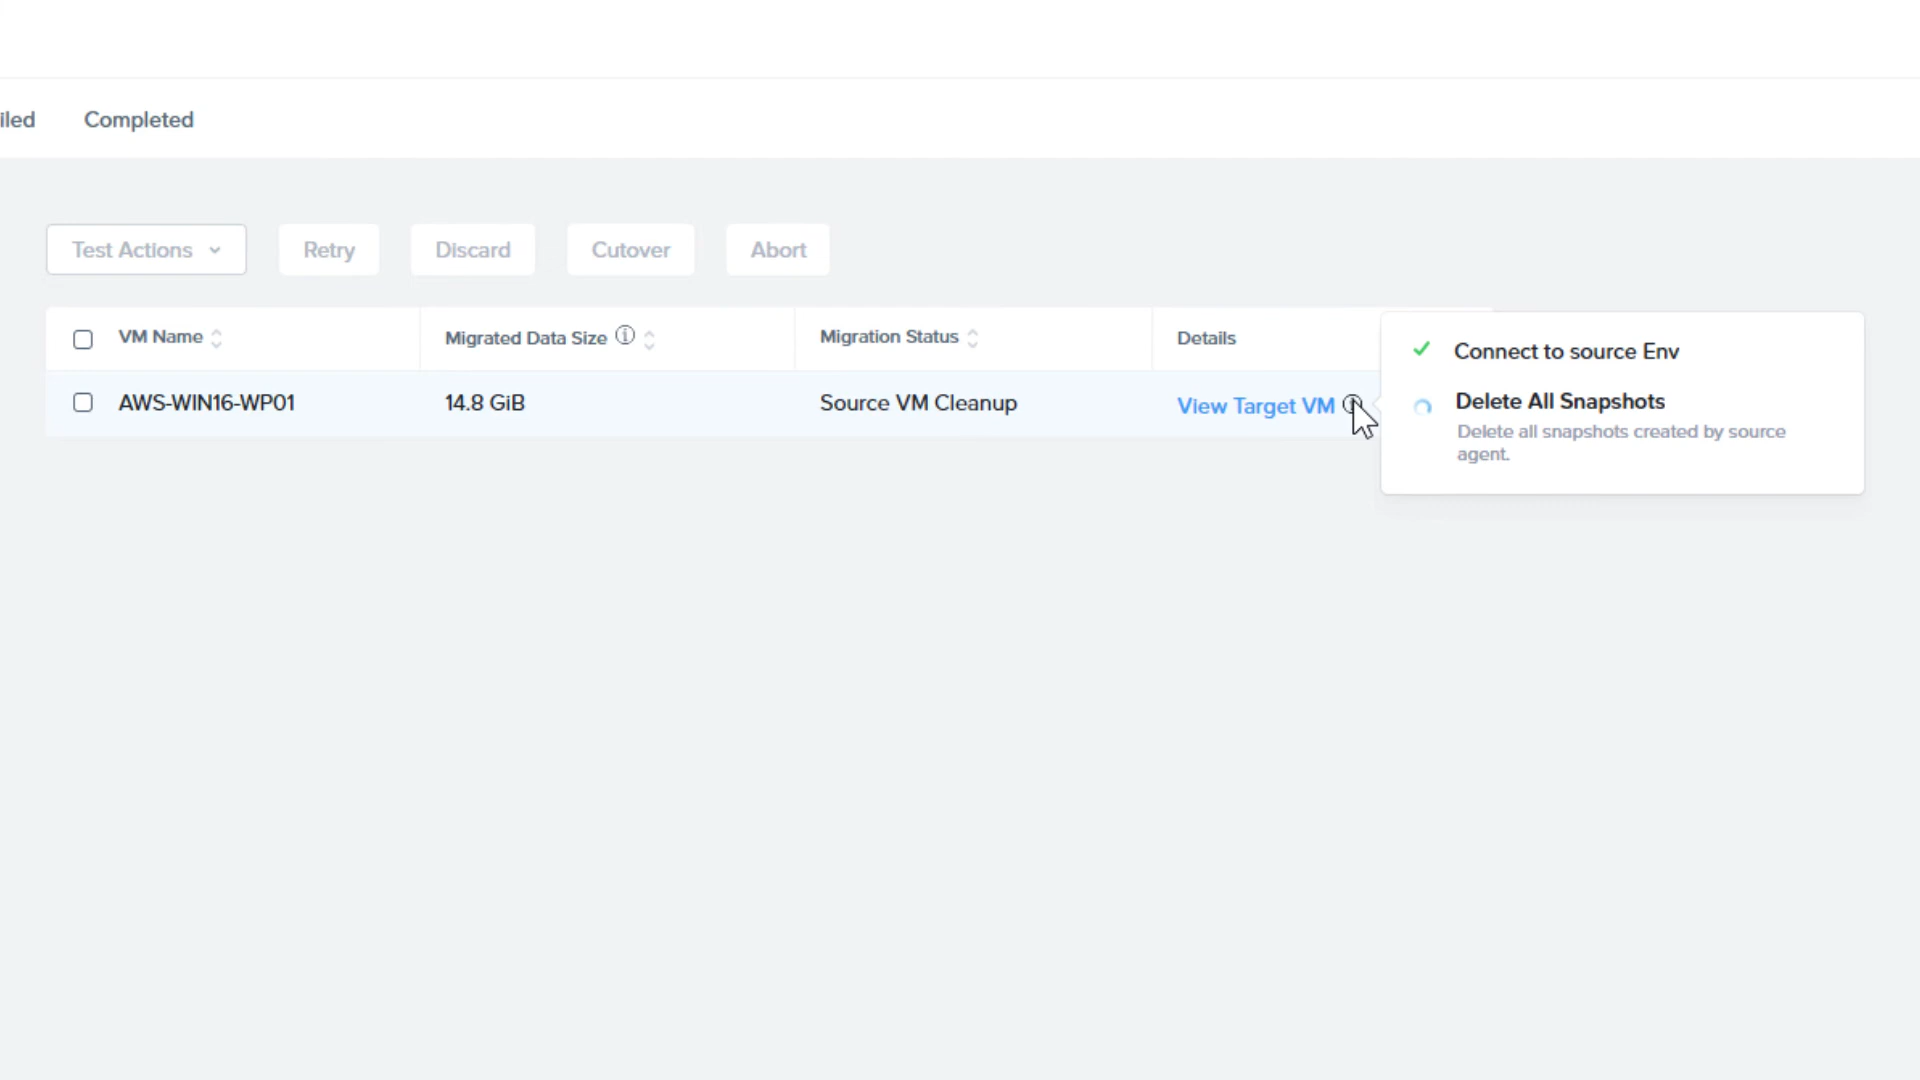 iled Completed
Test Actions Retry Discard Cutover Abort
VM Name Migrated Data Size Migration Status Details
AWS-WIN16-WP01 14.8 GiB Source VM Cleanup View Target VM
Connect to source Env
Delete All Snapshots
Delete all snapshots created by source
agent.